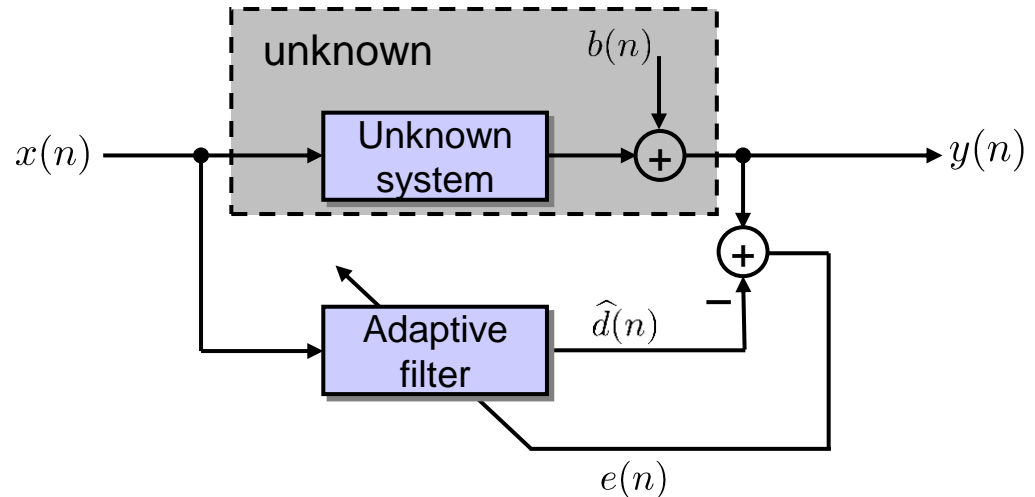 unknown
b(n)
x(n)
Unknown
system
+
y(n)
+
−
Adaptive
filter
d̂(n)
e(n)